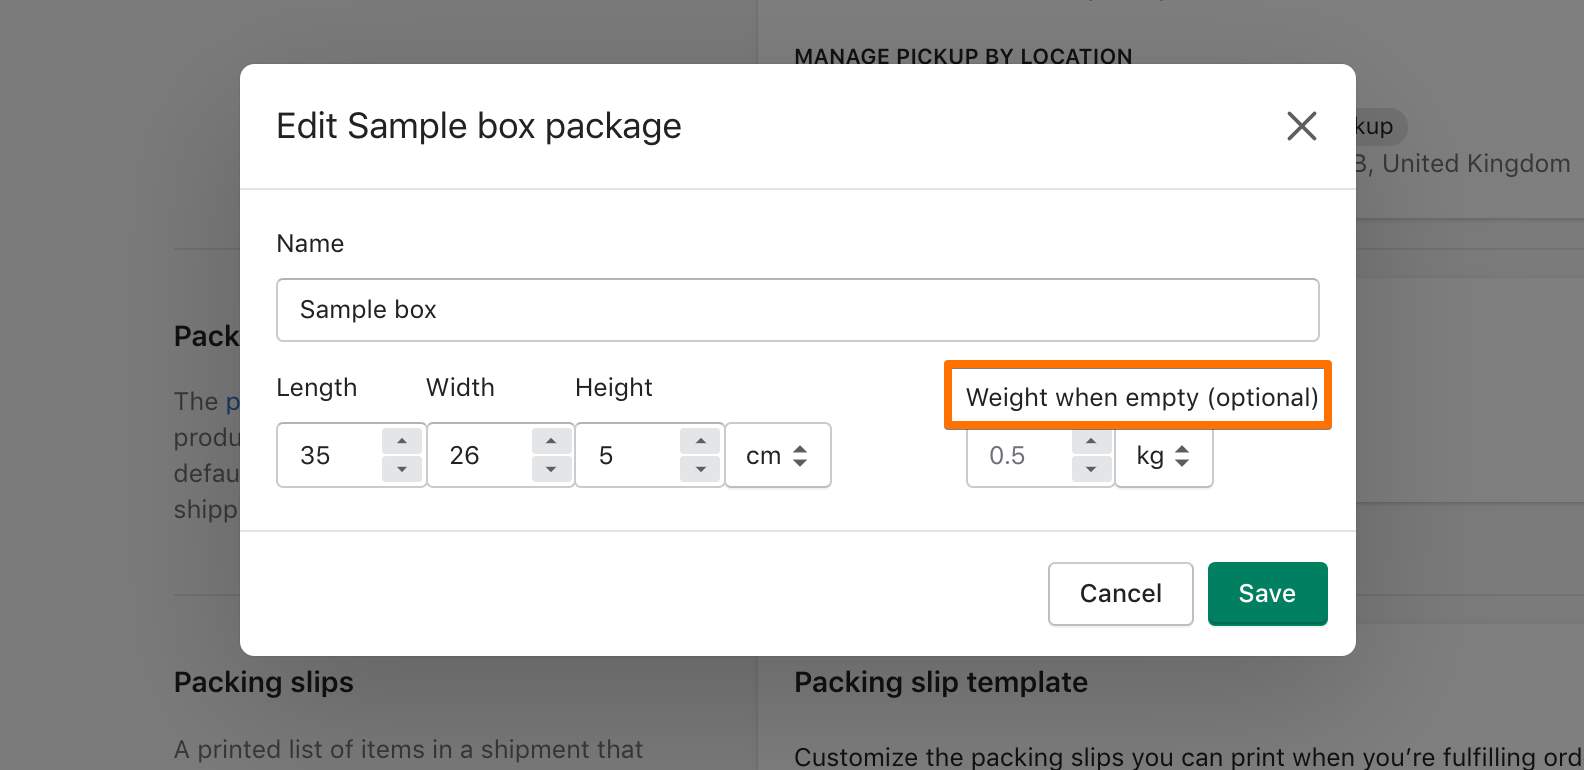 MANAGE PICKUP BY LOCATION
Edit Sample box package
kup
B, United Kingdom
Name
Sample box
Pack
Length Width Height Weight when empty (optional)
The p
produ
35 26 5 cm 0.5 kg
defau
shipp
Cancel Save
Packing slips
Packing slip template
A printed list of items in a shipment that
Customize the packing slips you can print when you’re fulfilling ord